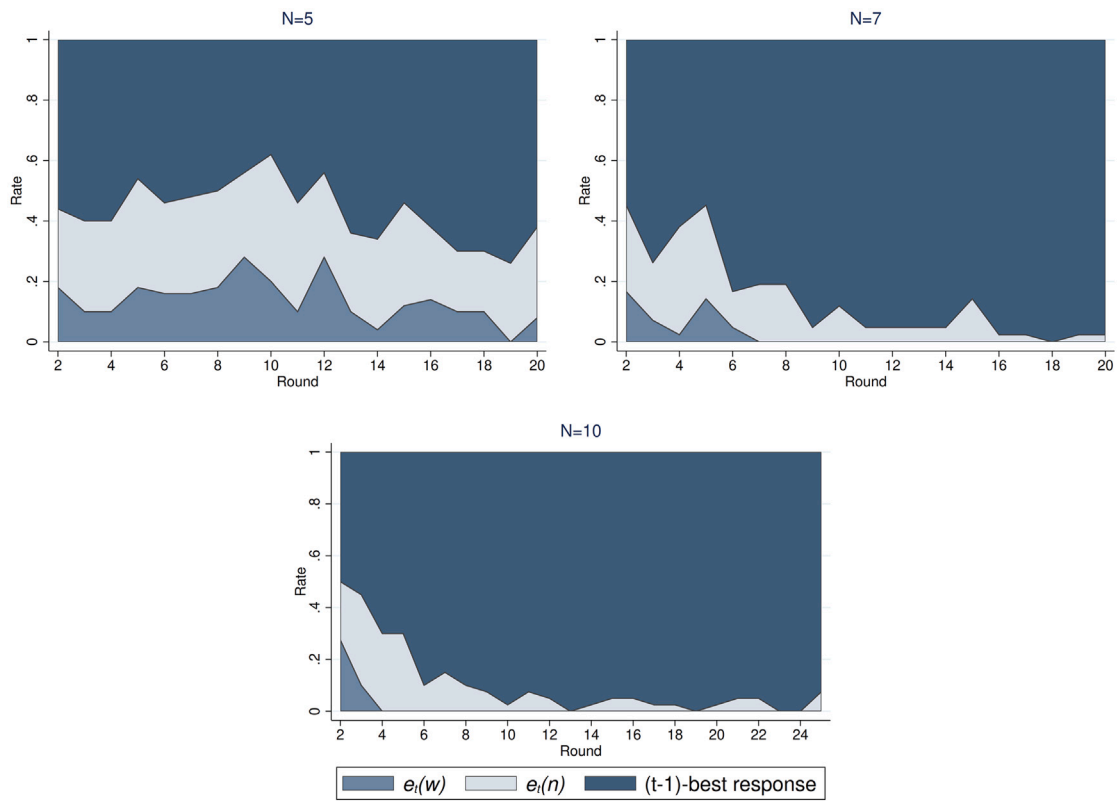 N=5
1
.8
.6
.4
.2
0
Rate
2 4 6 8 10 12 14 16 18 20
Round
N=7
1
.8
.6
.4
.2
0
Rate
2 4 6 8 10 12 14 16 18 20
Round
N=10
1
.8
.6
.4
.2
0
Rate
2 4 6 8 10 12 14 16 18 20 22 24
Round
eₜ(w) eₜ(n) (t-1)-best response